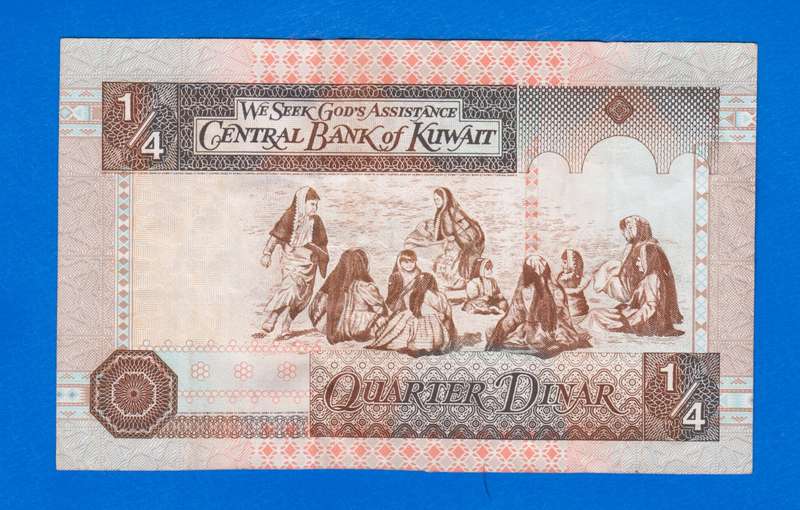 1/4
We Seek God's Assistance
Central Bank of Kuwait
Quarter Dinar
1/4